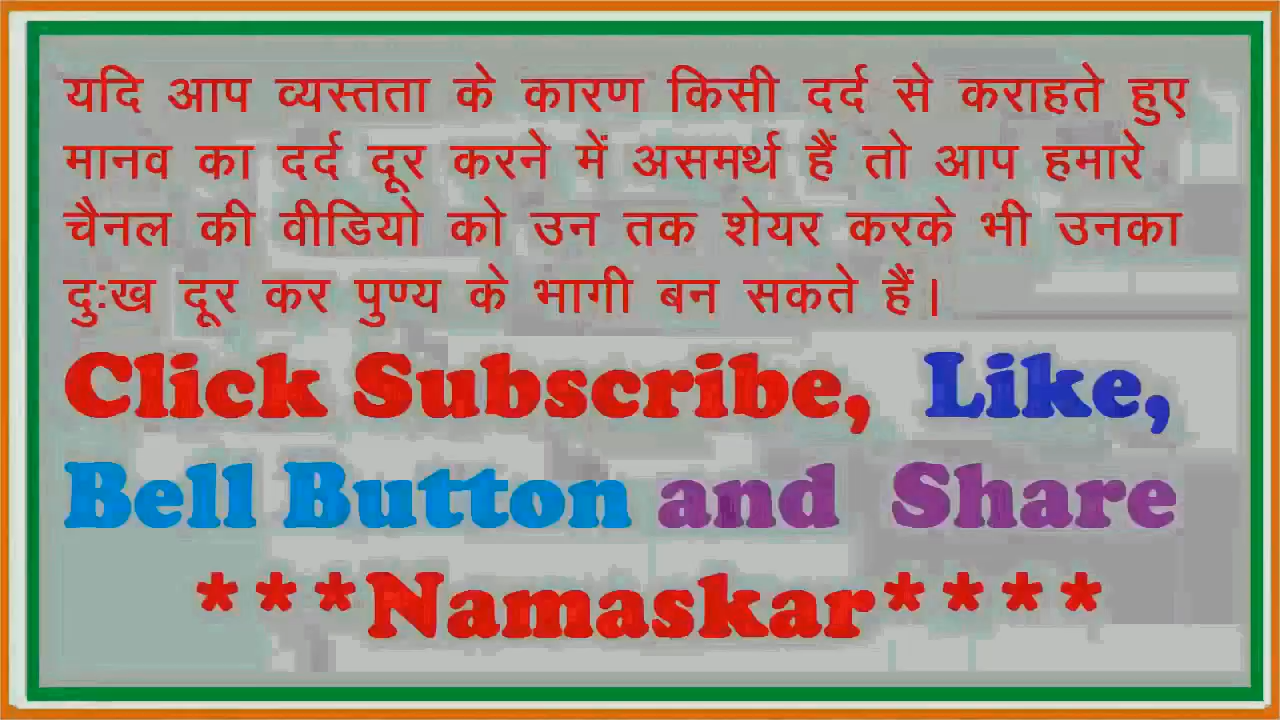 यदि आप व्यस्तता के कारण किसी दर्द से कराहते हुए
मानव का दर्द दूर करने में असमर्थ हैं तो आप हमारे
चैनल की वीडियो को उन तक शेयर करके भी उनका
दुःख दूर कर पुण्य के भागी बन सकते हैं।
Click Subscribe, Like,
Bell Button and Share
***Namaskar****